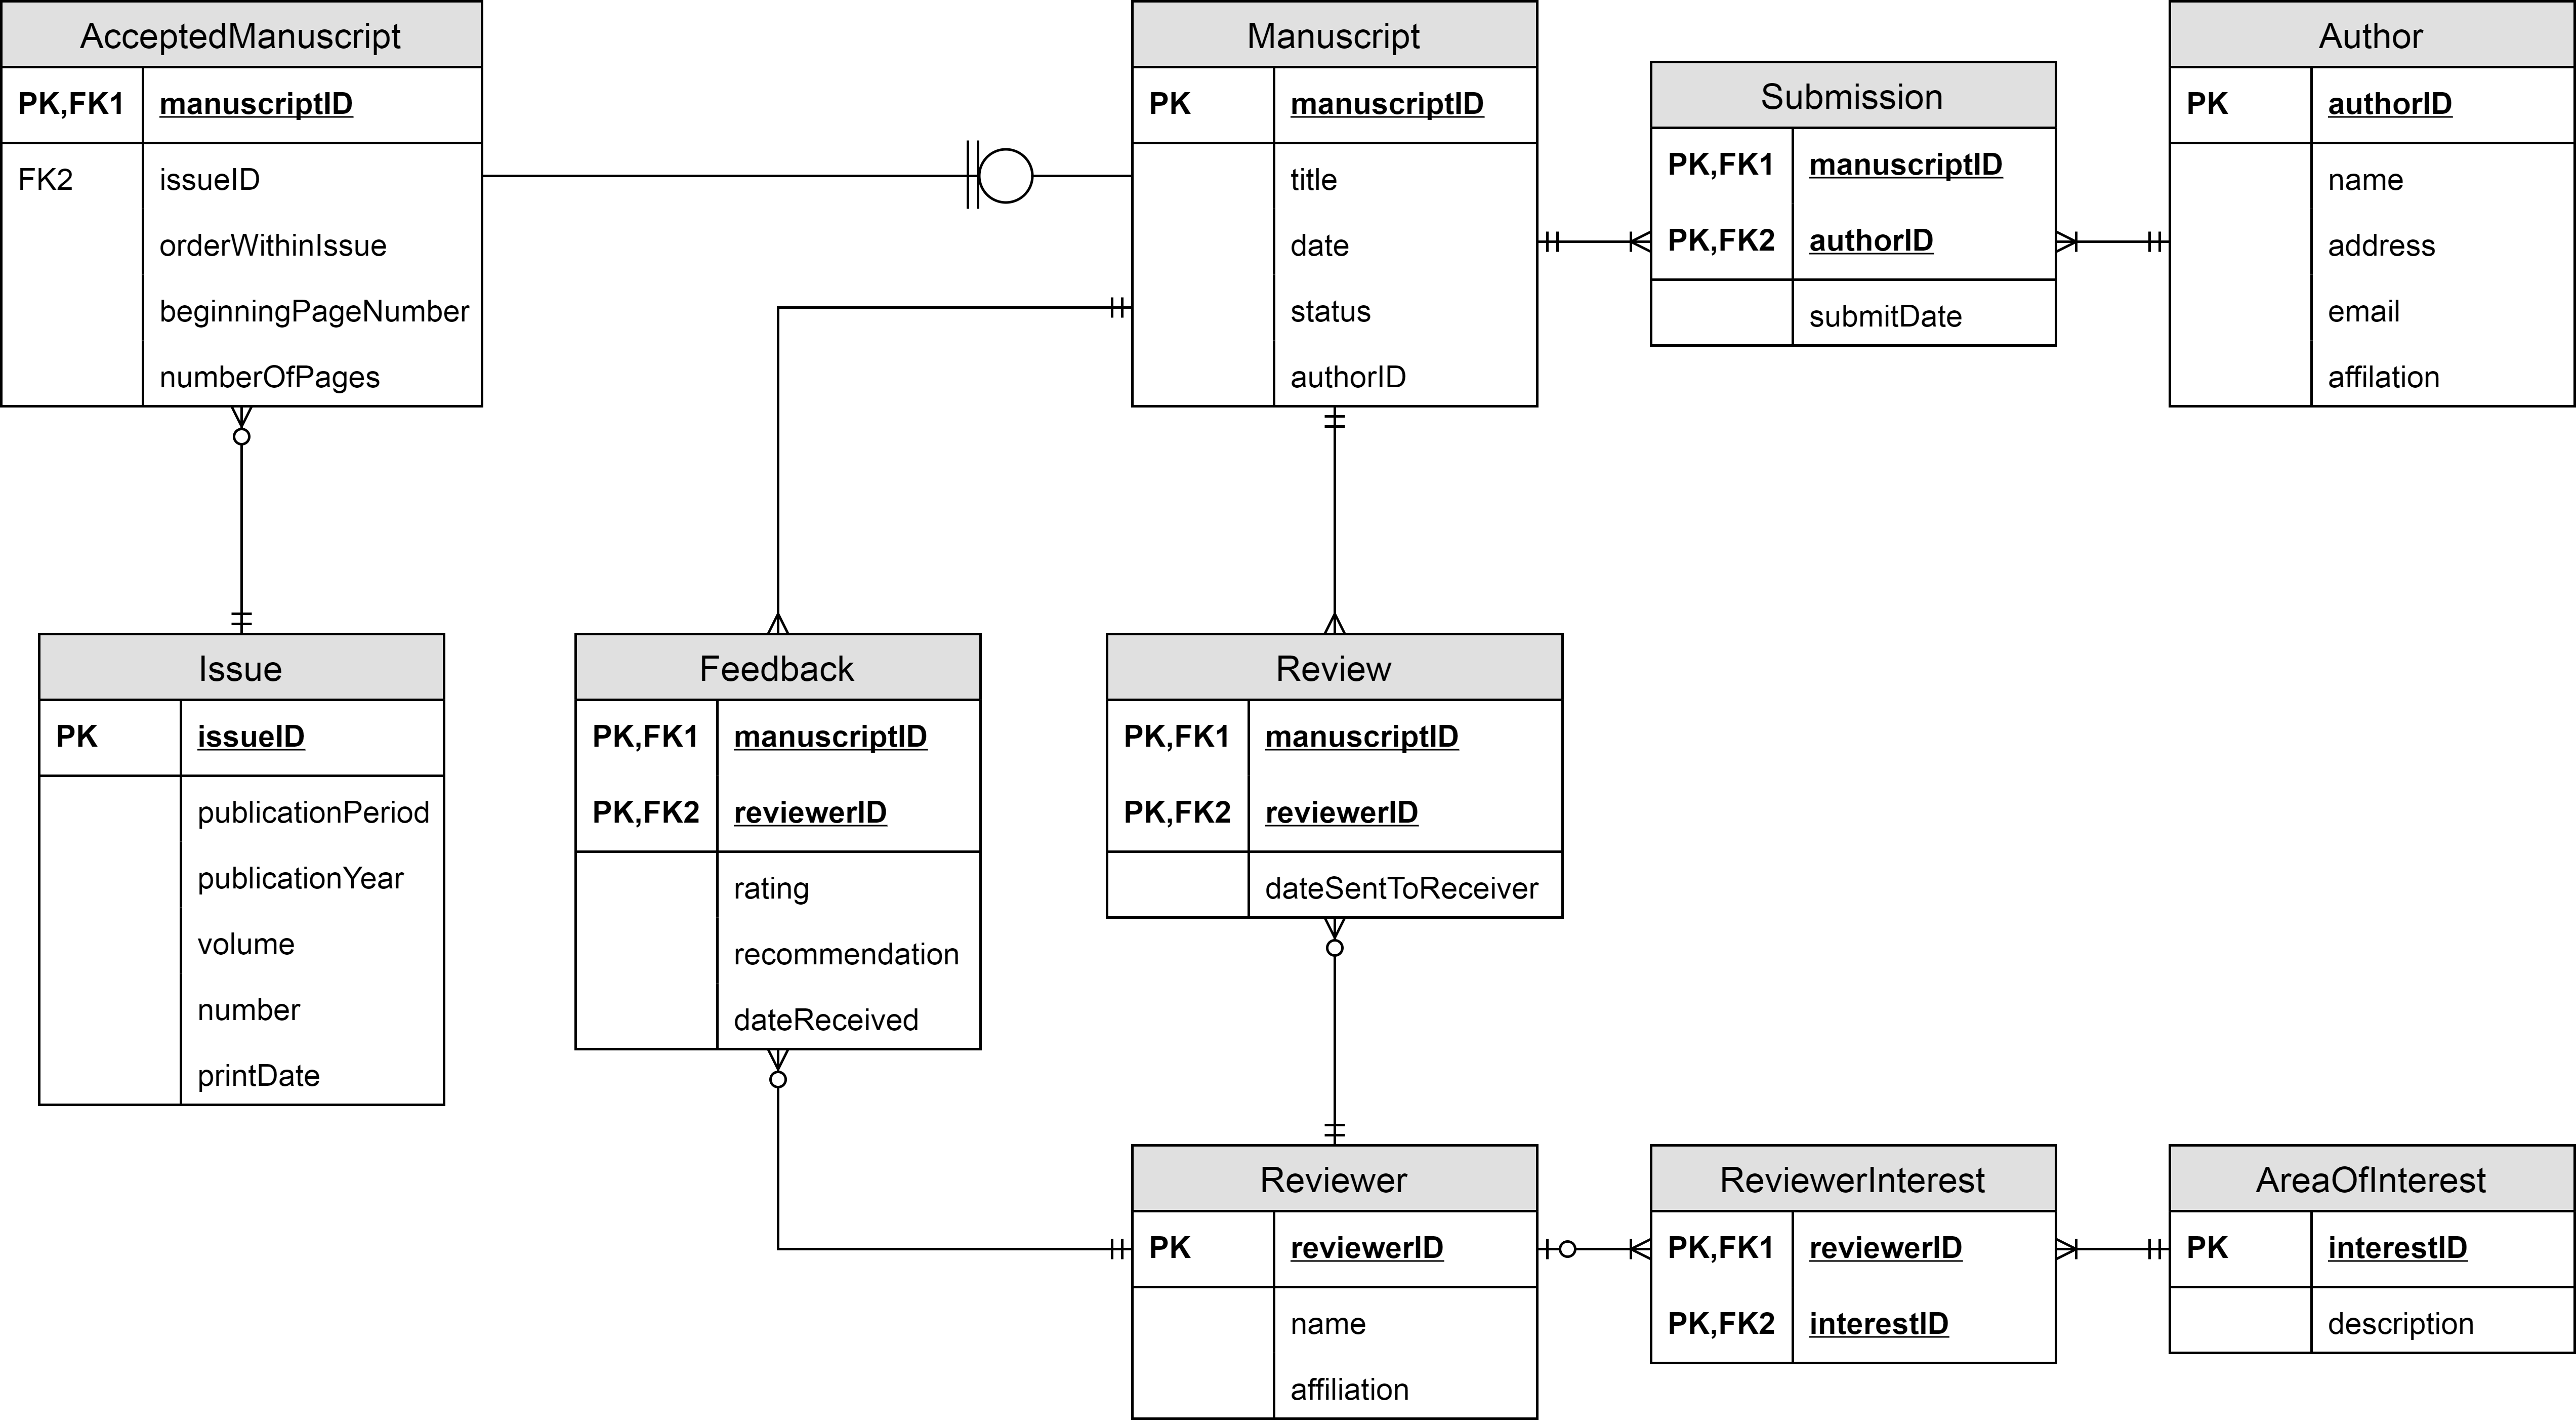 AcceptedManuscript
PK,FK1 manuscriptID
FK2 issueID
orderWithinIssue
beginningPageNumber
numberOfPages
Manuscript
PK manuscriptID
title
date
status
authorID
Submission
PK,FK1 manuscriptID
PK,FK2 authorID
submitDate
Author
PK authorID
name
address
email
affilation
Issue
PK issueID
publicationPeriod
publicationYear
volume
number
printDate
Feedback
PK,FK1 manuscriptID
PK,FK2 reviewerID
rating
recommendation
dateReceived
Review
PK,FK1 manuscriptID
PK,FK2 reviewerID
dateSentToReceiver
Reviewer
PK reviewerID
name
affiliation
ReviewerInterest
PK,FK1 reviewerID
PK,FK2 interestID
AreaOfInterest
PK interestID
description